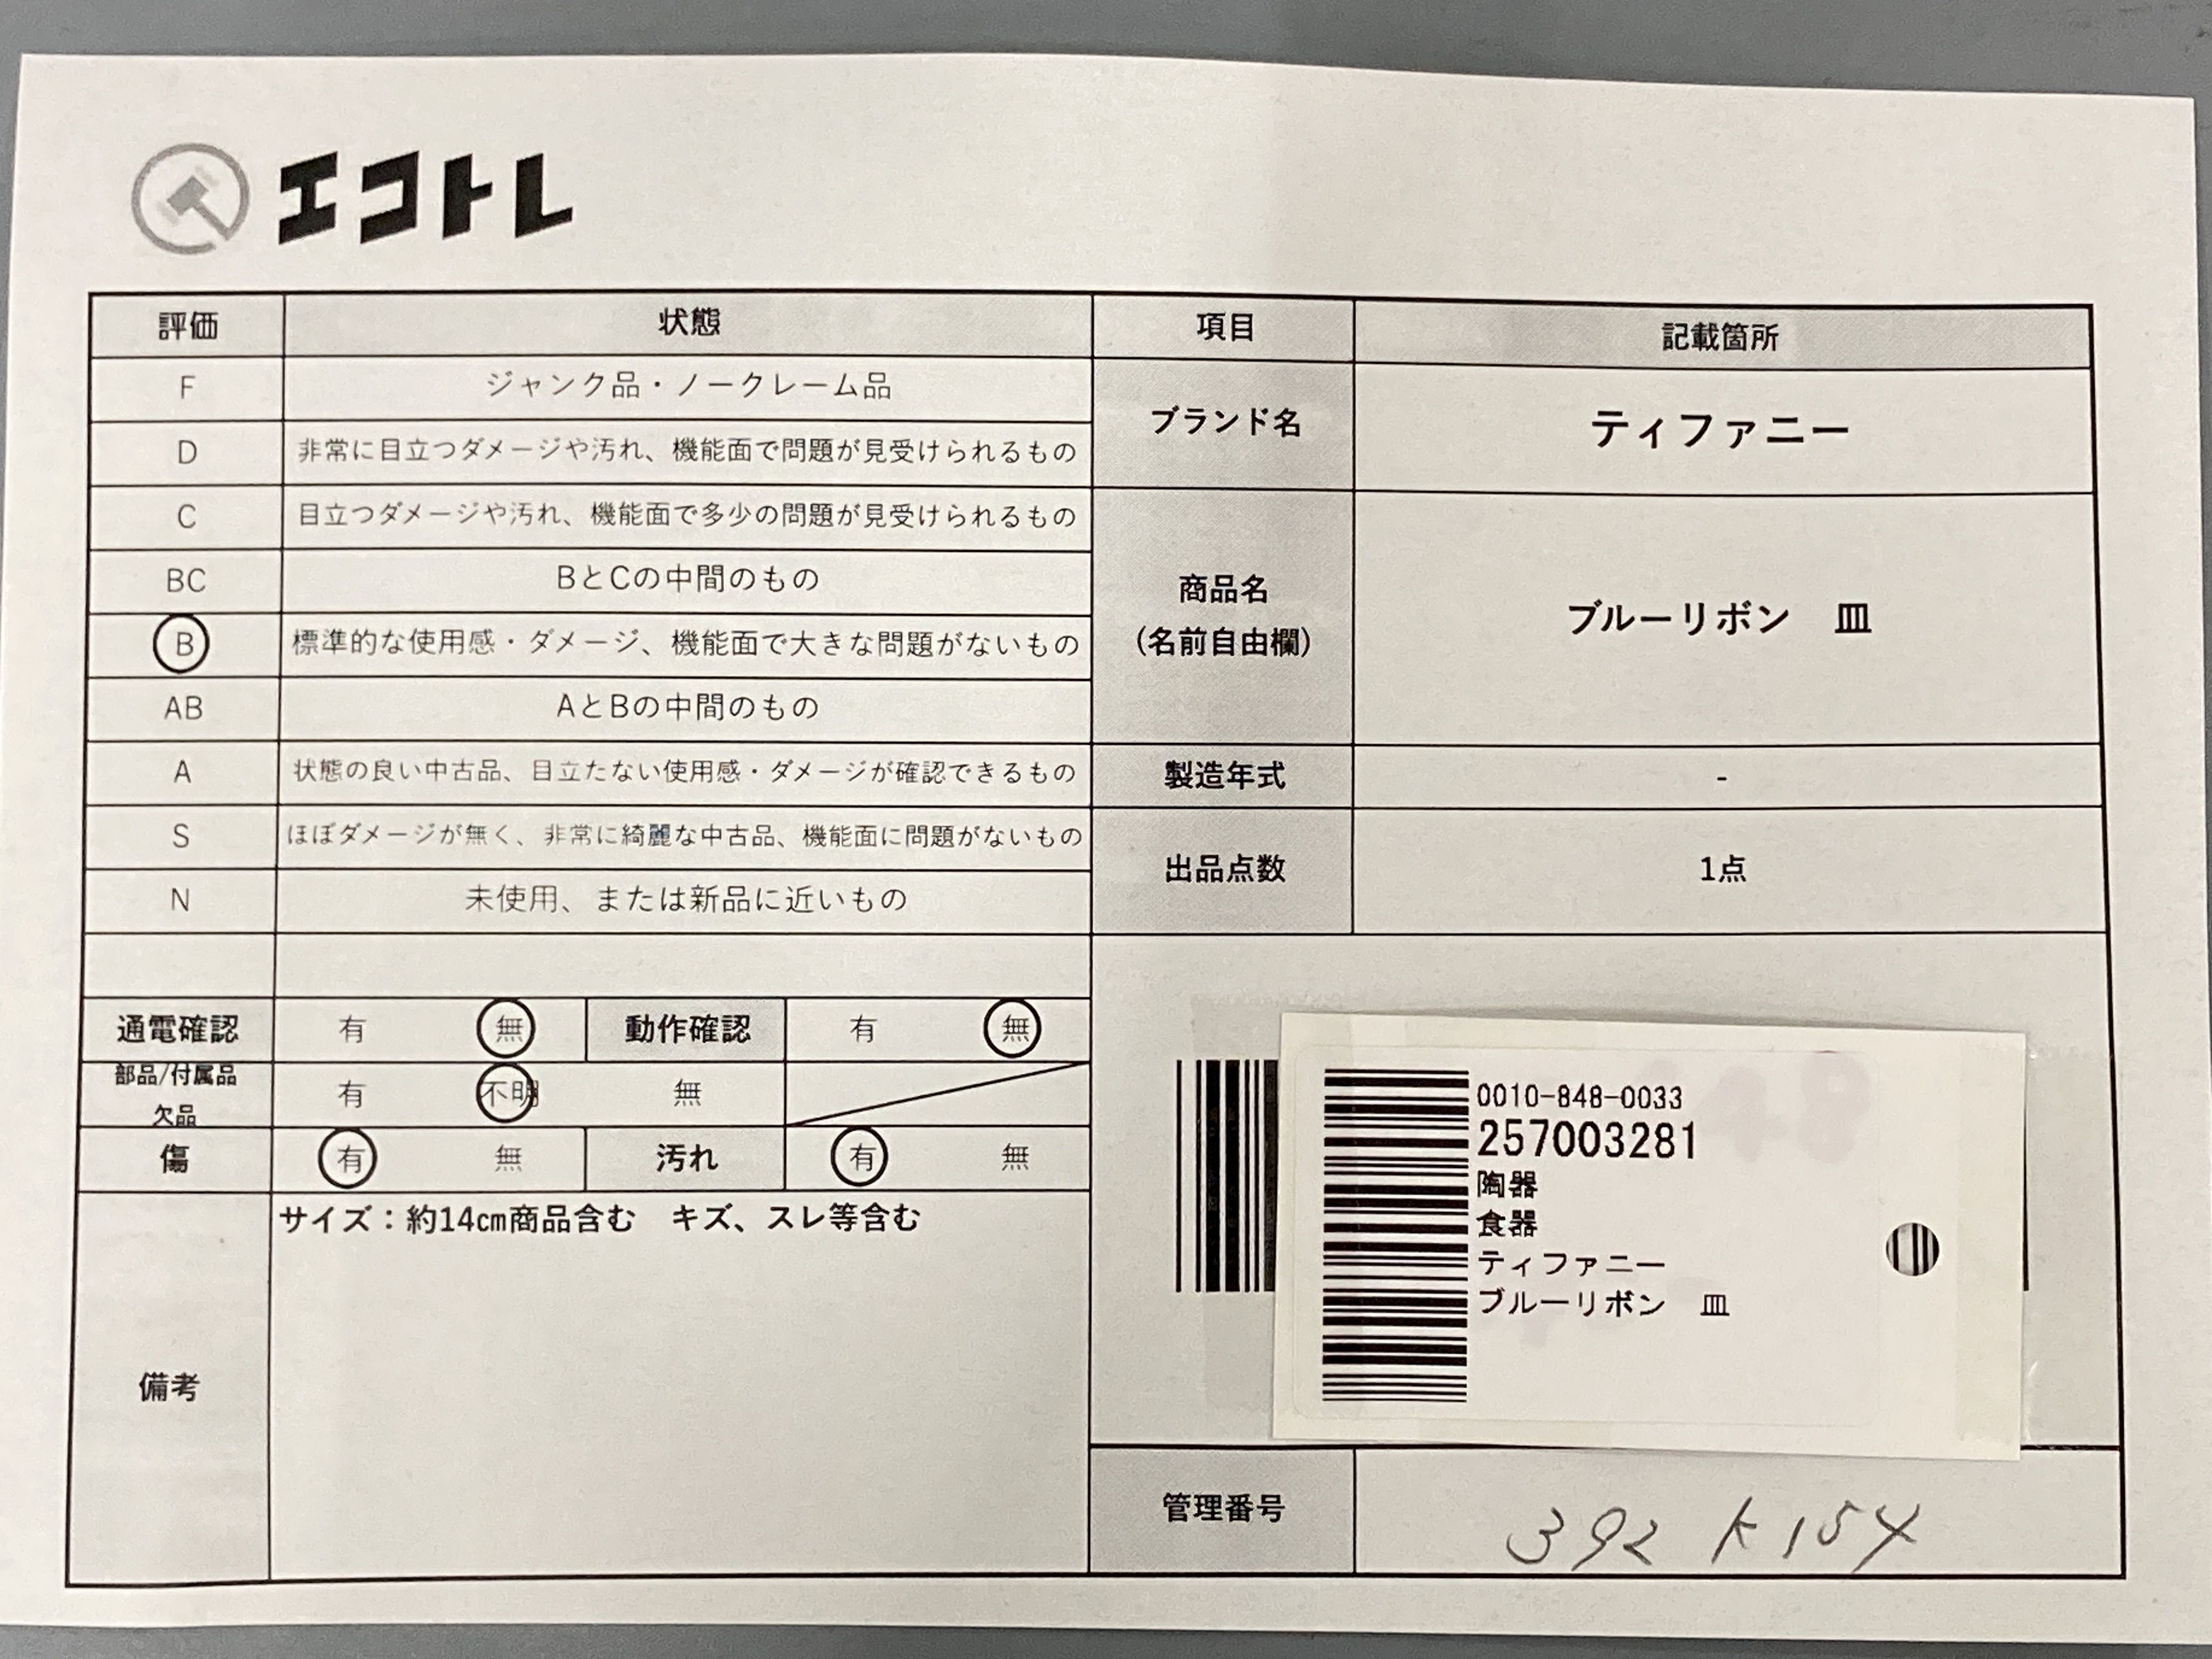 エコトレ
評価 状態 項目 記載箇所
F ジャンク品・ノークレーム品
D 非常に目立つダメージや汚れ、機能面で問題が見受けられるもの
ブランド名 ティファニー
C 目立つダメージや汚れ、機能面で多少の問題が見受けられるもの
BC BとCの中間のもの
B 標準的な使用感・ダメージ、機能面で大きな問題がないもの
商品名
(名前自由欄)
ブルーリボン　皿
AB AとBの中間のもの
A 状態の良い中古品、目立たない使用感・ダメージが確認できるもの
製造年式 -
S ほぼダメージが無く、非常に綺麗な中古品、機能面に問題がないもの
出品点数 1点
N 未使用、または新品に近いもの
通電確認 有 無 動作確認 有 無
部品/付属品
欠品
有 不明 無
傷 有 無 汚れ 有 無
備考
サイズ：約14㎝商品含む　キズ、スレ等含む
0010-848-0033
257003281
陶器
食器
ティファニー
ブルーリボン　皿
管理番号 392 K154